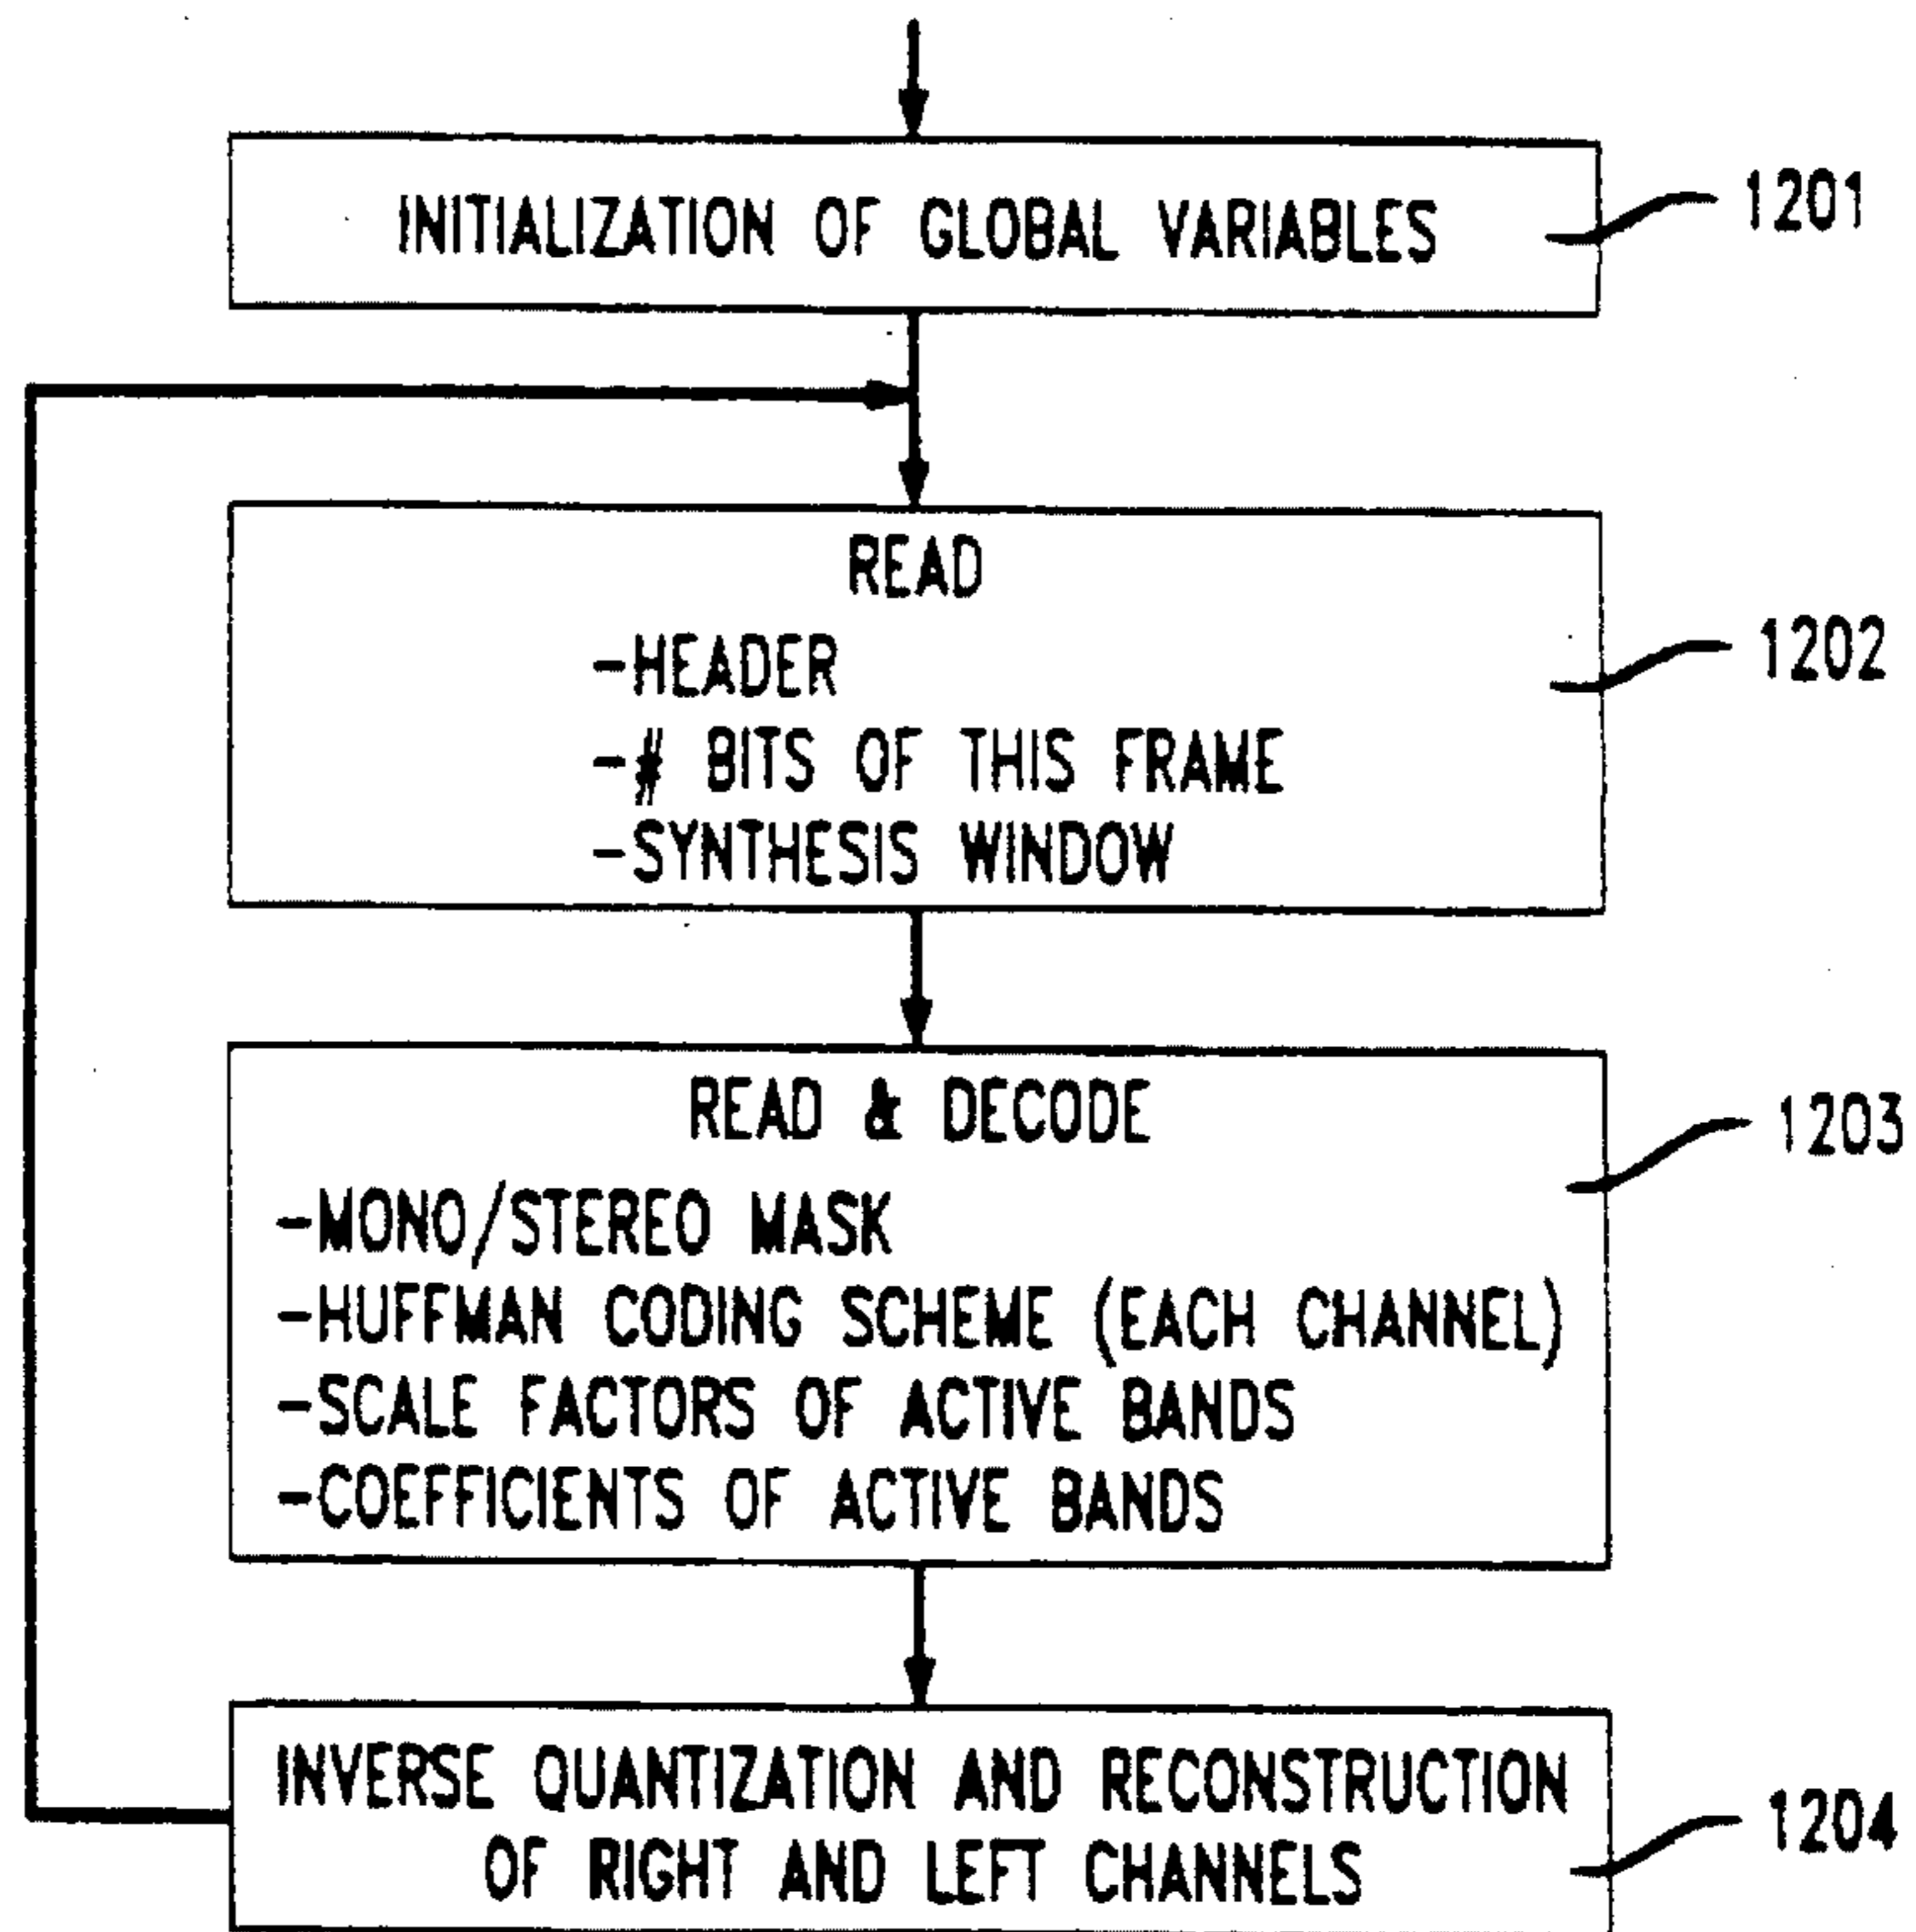 INITIALIZATION OF GLOBAL VARIABLES
1201
READ
-HEADER
-# BITS OF THIS FRAME
-SYNTHESIS WINDOW
1202
READ & DECODE
-MONO/STEREO MASK
-HUFFMAN CODING SCHEME (EACH CHANNEL)
-SCALE FACTORS OF ACTIVE BANDS
-COEFFICIENTS OF ACTIVE BANDS
1203
INVERSE QUANTIZATION AND RECONSTRUCTION
OF RIGHT AND LEFT CHANNELS
1204